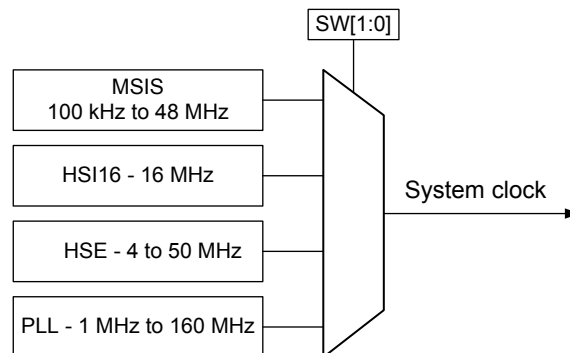 SW[1:0]
MSIS
100 kHz to 48 MHz
HSI16 - 16 MHz
System clock
HSE - 4 to 50 MHz
PLL - 1 MHz to 160 MHz